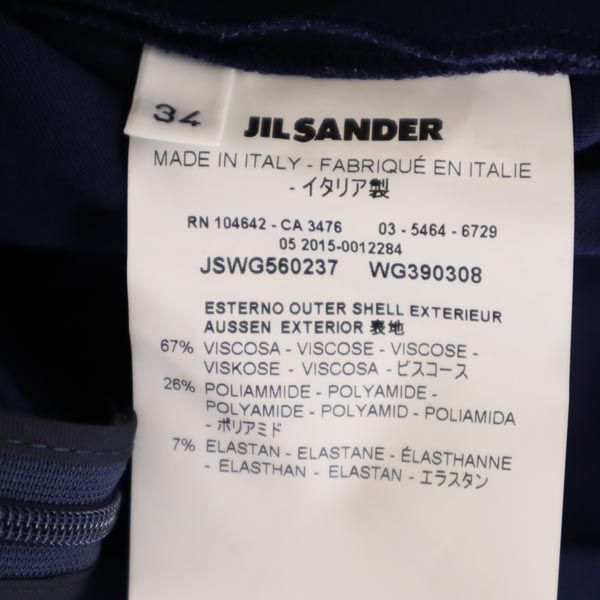 34
JIL SANDER
MADE IN ITALY - FABRIQUÉ EN ITALIE
- イタリア製
RN 104642 - CA 3476 03 - 5464 - 6729
05 2015-0012284
JSWG560237 WG390308
ESTERNO OUTER SHELL EXTERIEUR
AUSSEN EXTERIOR 表地
67% VISCOSA - VISCOSE - VISCOSE -
VISKOSE - VISCOSA - ビスコース
26% POLIAMMIDE - POLYAMIDE -
POLYAMIDE - POLYAMID - POLIAMIDA
- ポリアミド
7% ELASTAN - ELASTANE - ÉLASTHANNE
- ELASTHAN - ELASTAN - エラスタン